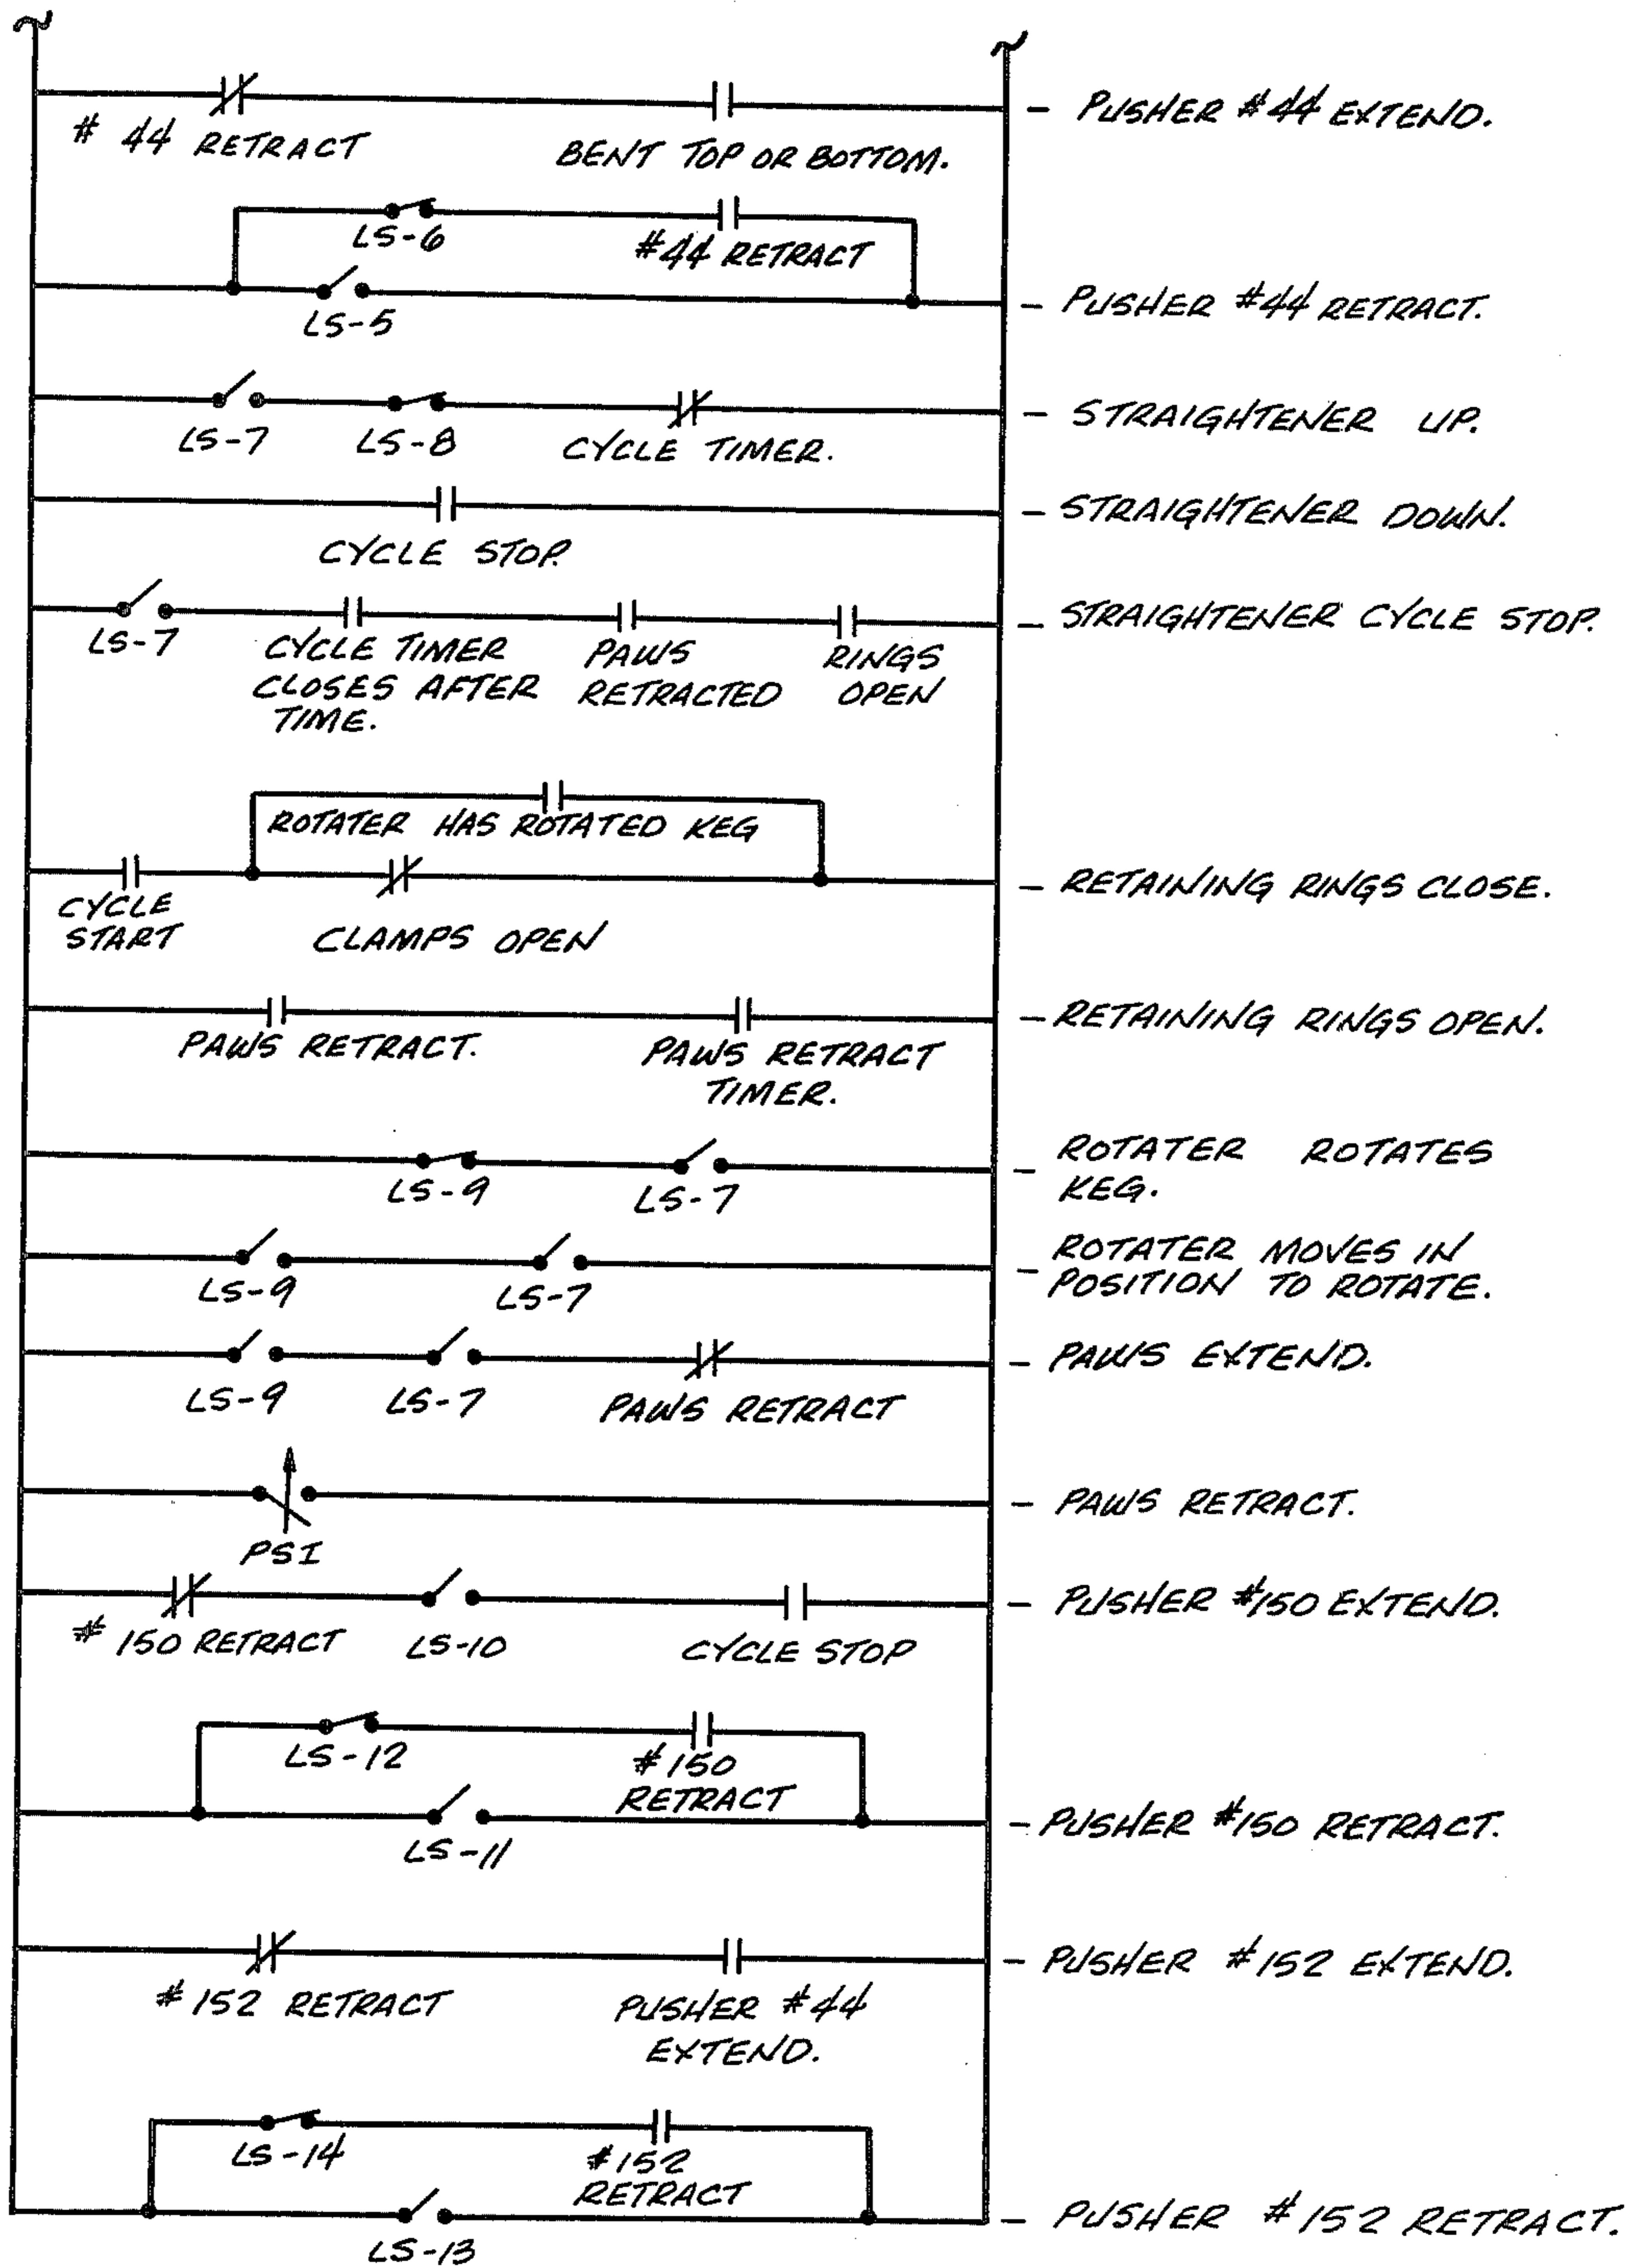 - PUSHER #44 EXTEND.
# 44 RETRACT
BENT TOP OR BOTTOM.
LS-6
#44 RETRACT
LS-5
- PUSHER #44 RETRACT.
LS-7
LS-8
CYCLE TIMER.
- STRAIGHTENER UP.
CYCLE STOP.
- STRAIGHTENER DOWN.
LS-7
CYCLE TIMER
CLOSES AFTER
TIME.
PAWS
RETRACTED
RINGS
OPEN
- STRAIGHTENER CYCLE STOP.
ROTATER HAS ROTATED KEG
CYCLE
START
CLAMPS OPEN
- RETAINING RINGS CLOSE.
PAWS RETRACT.
PAWS RETRACT
TIMER.
- RETAINING RINGS OPEN.
LS-9
LS-7
- ROTATER ROTATES
KEG.
LS-9
LS-7
- ROTATER MOVES IN
POSITION TO ROTATE.
LS-9
LS-7
PAWS RETRACT
- PAWS EXTEND.
PSI
- PAWS RETRACT.
# 150 RETRACT
LS-10
CYCLE STOP
- PUSHER #150 EXTEND.
LS-12
#150
RETRACT
LS-11
- PUSHER #150 RETRACT.
# 152 RETRACT
PUSHER #44
EXTEND.
- PUSHER #152 EXTEND.
LS-14
#152
RETRACT
LS-13
- PUSHER #152 RETRACT.